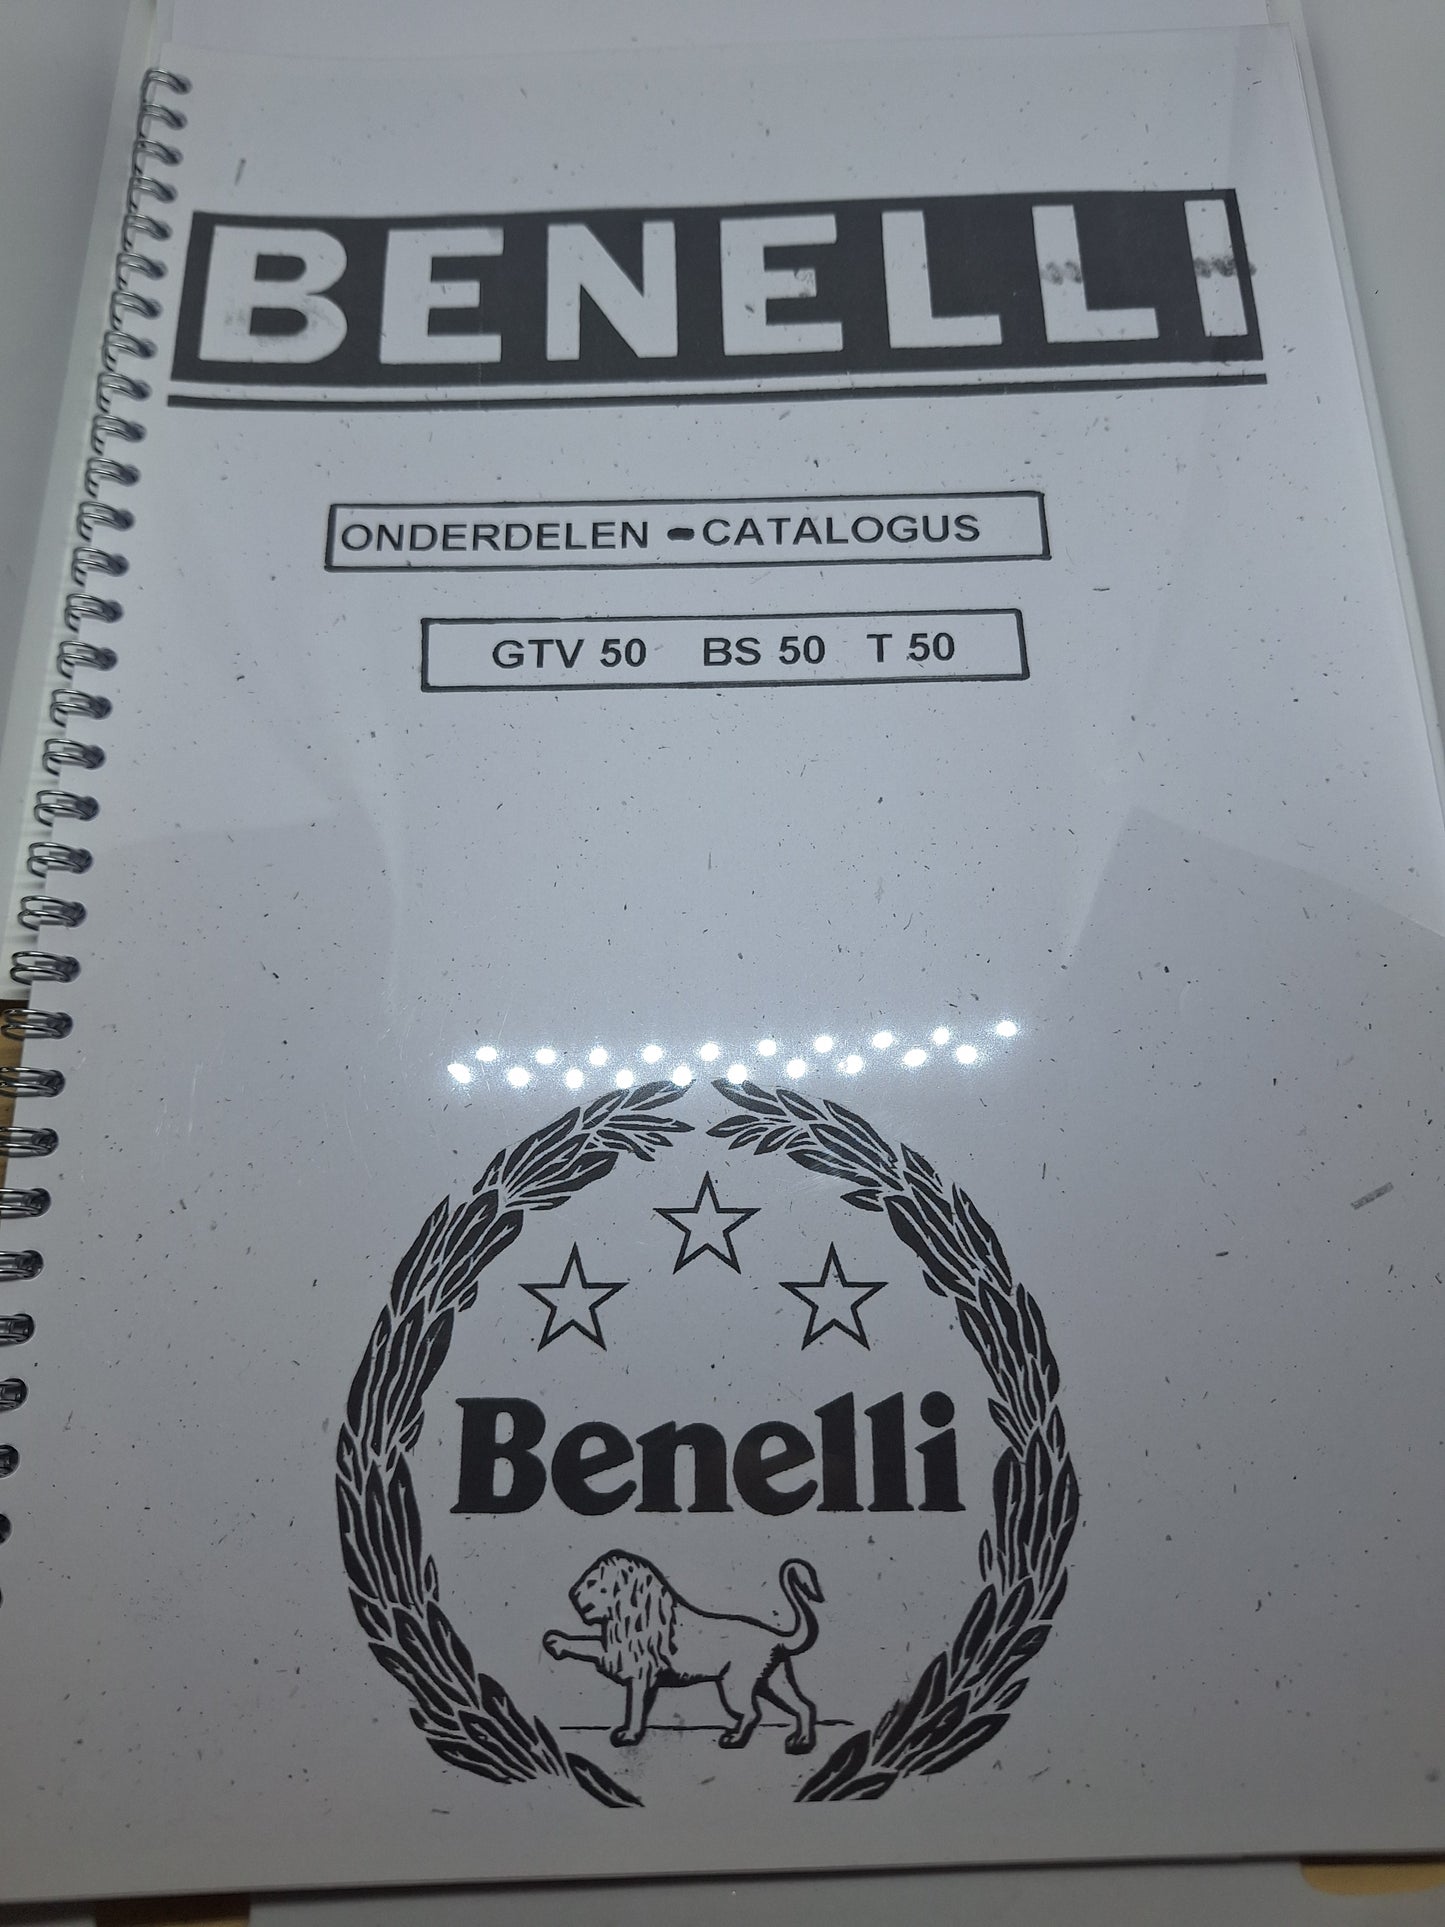 BENELLI
ONDERDELEN - CATALOGUS
GTV 50 BS 50 T 50
Benelli